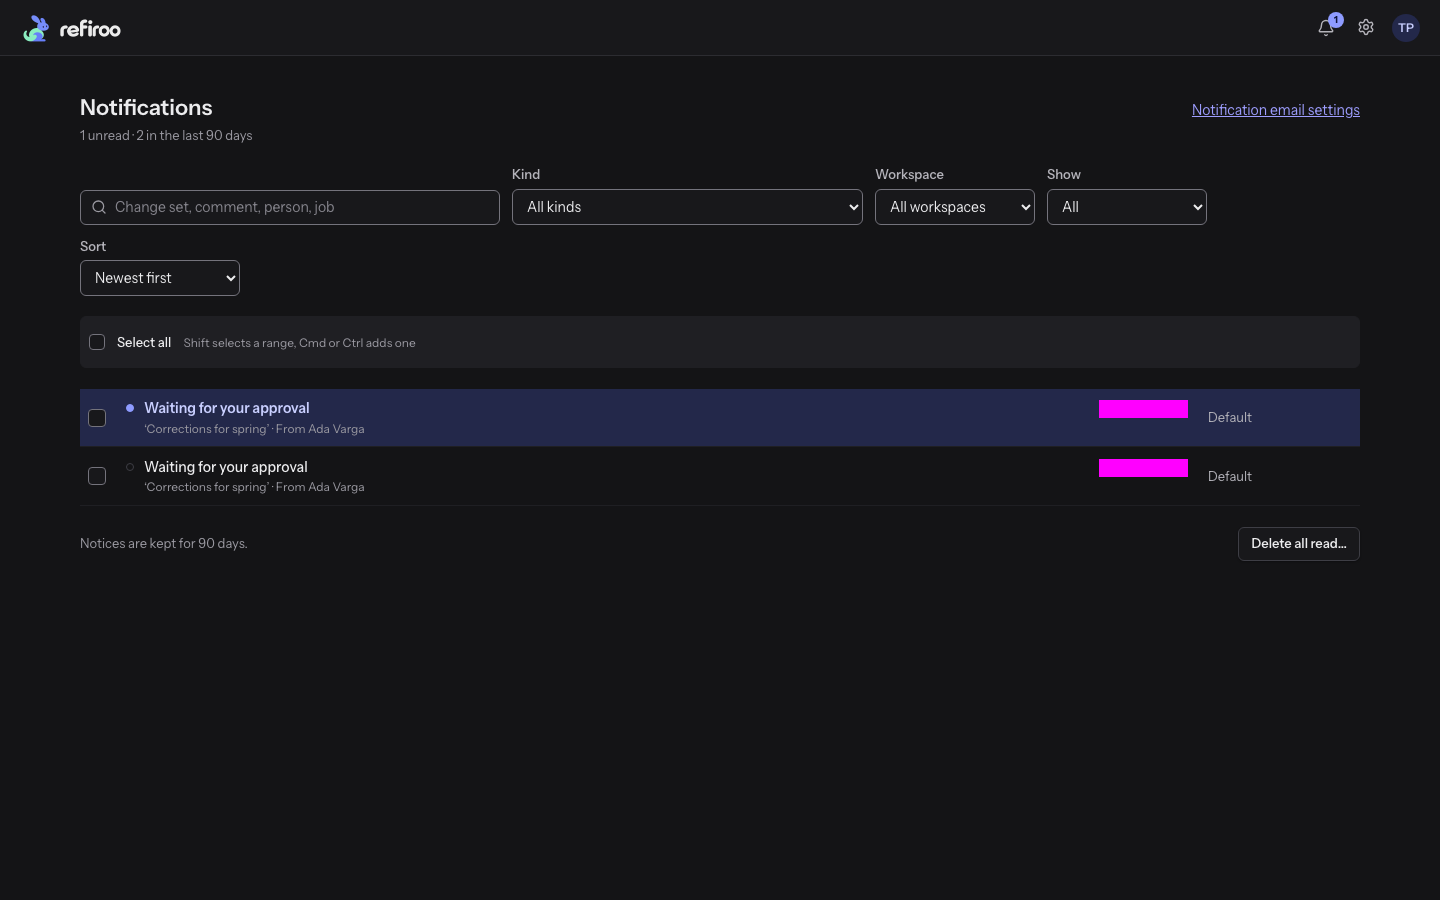 refiroo
1
TP
Notifications
Notification email settings
1 unread · 2 in the last 90 days
Change set, comment, person, job
Kind
All kinds
Workspace
All workspaces
Show
All
Sort
Newest first
Select all Shift selects a range, Cmd or Ctrl adds one
Waiting for your approval
‘Corrections for spring’ · From Ada Varga
Default
Waiting for your approval
‘Corrections for spring’ · From Ada Varga
Default
Notices are kept for 90 days.
Delete all read...